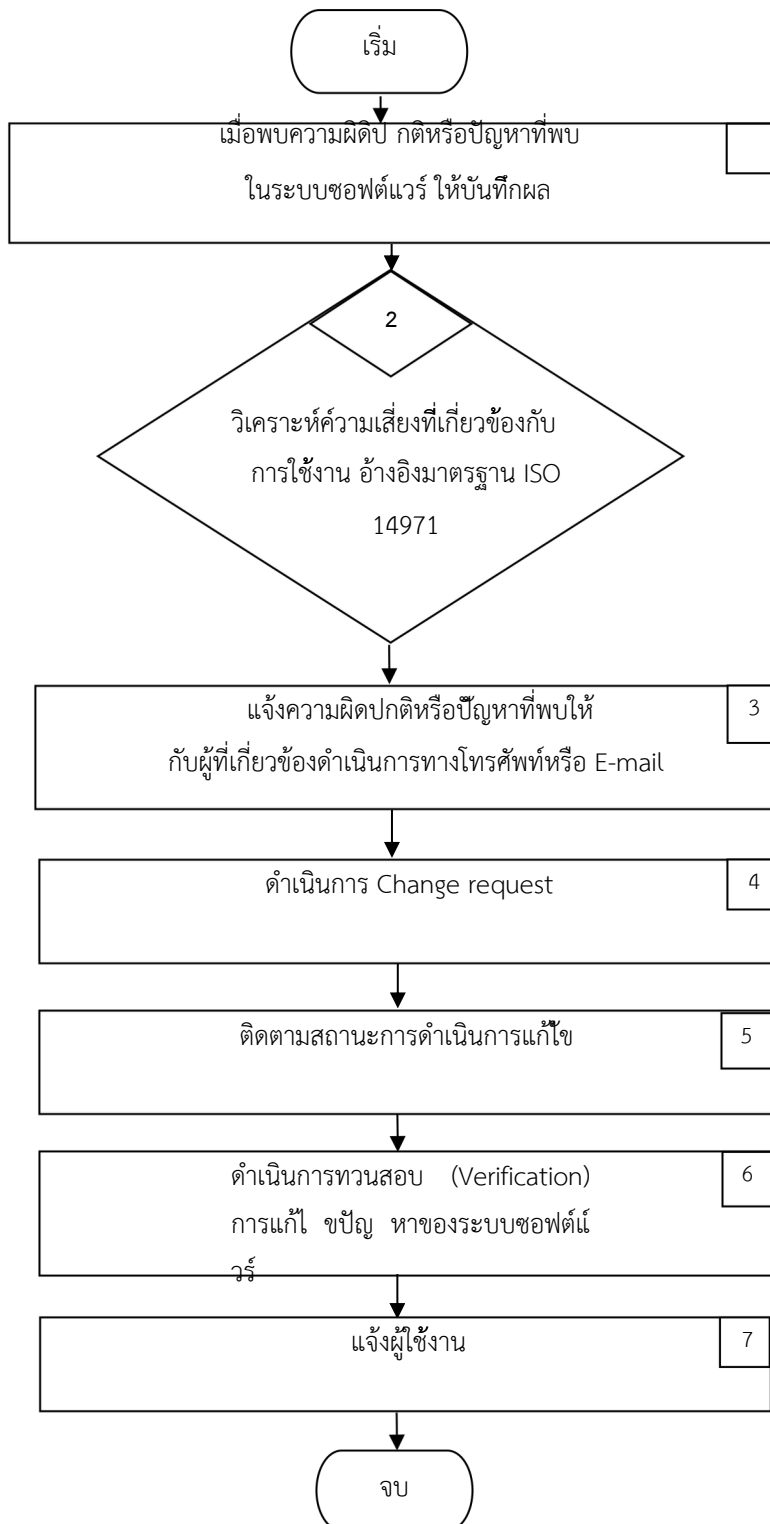 เริ่ม
เมื่อพบความผิดิป กติหรือปัญหาที่พบ
ในระบบซอฟต์แวร์ ให้บันทึกผล
2
วิเคราะห์ค์วามเสี่ยงที่เกี่ยวข้องกับ
การใช้งาน อ้างอิงมาตรฐาน ISO
14971
แจ้งความผิดปกติหรือปัญหาที่พบให้ 3
กับผู้ที่เกี่ยวข้องดำเนินการทางโทรศัพท์หรือ E-mail
ดำเนินการ Change request 4
ติดตามสถานะการดำเนินการแก้ไข 5
ดำเนินการทวนสอบ (Verification) 6
การแก้ไ ขปัญ หาของระบบซอฟต์แ์
วร์
แจ้งผู้ใช้งาน 7
จบ